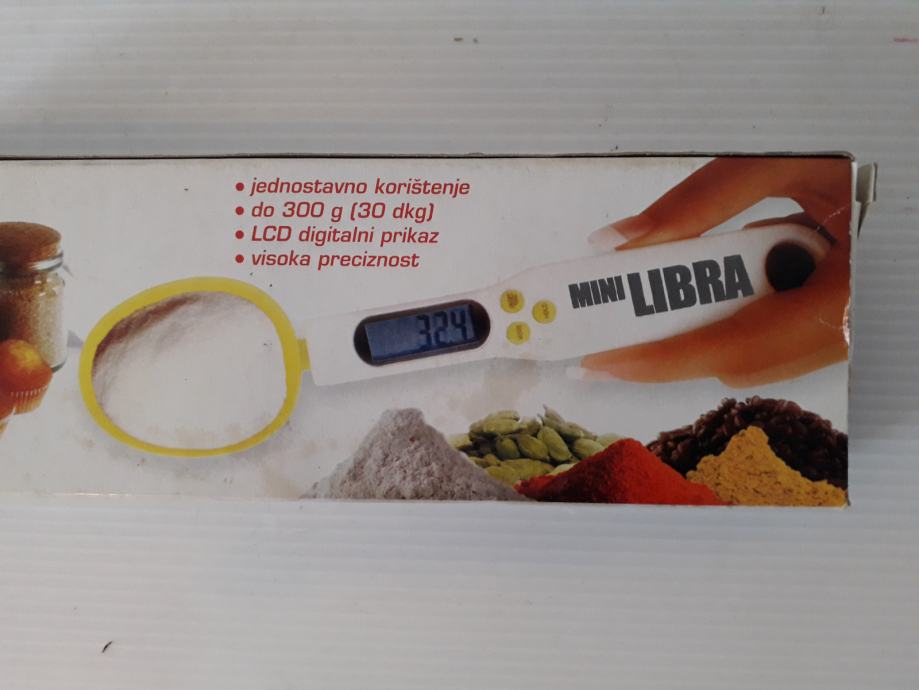 • jednostavno korištenje
• do 300 g (30 dkg)
• LCD digitalni prikaz
• visoka preciznost
MINI LIBRA
32.4